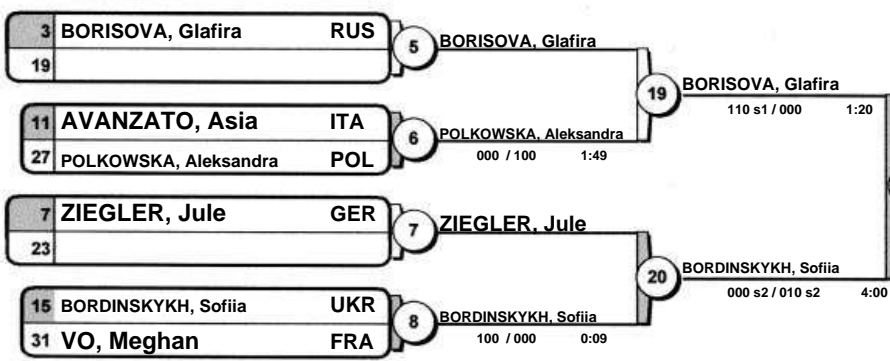 3 BORISOVA, Glafira RUS
19
5
BORISOVA, Glafira
11 AVANZATO, Asia ITA
27 POLKOWSKA, Aleksandra POL
6
POLKOWSKA, Aleksandra
000 / 100 1:49
19
BORISOVA, Glafira
110 s1 / 000 1:20
7 ZIEGLER, Jule GER
23
7
ZIEGLER, Jule
15 BORDINSKYKH, Sofiia UKR
31 VO, Meghan FRA
8
BORDINSKYKH, Sofiia
100 / 000 0:09
20
BORDINSKYKH, Sofiia
000 s2 / 010 s2 4:00